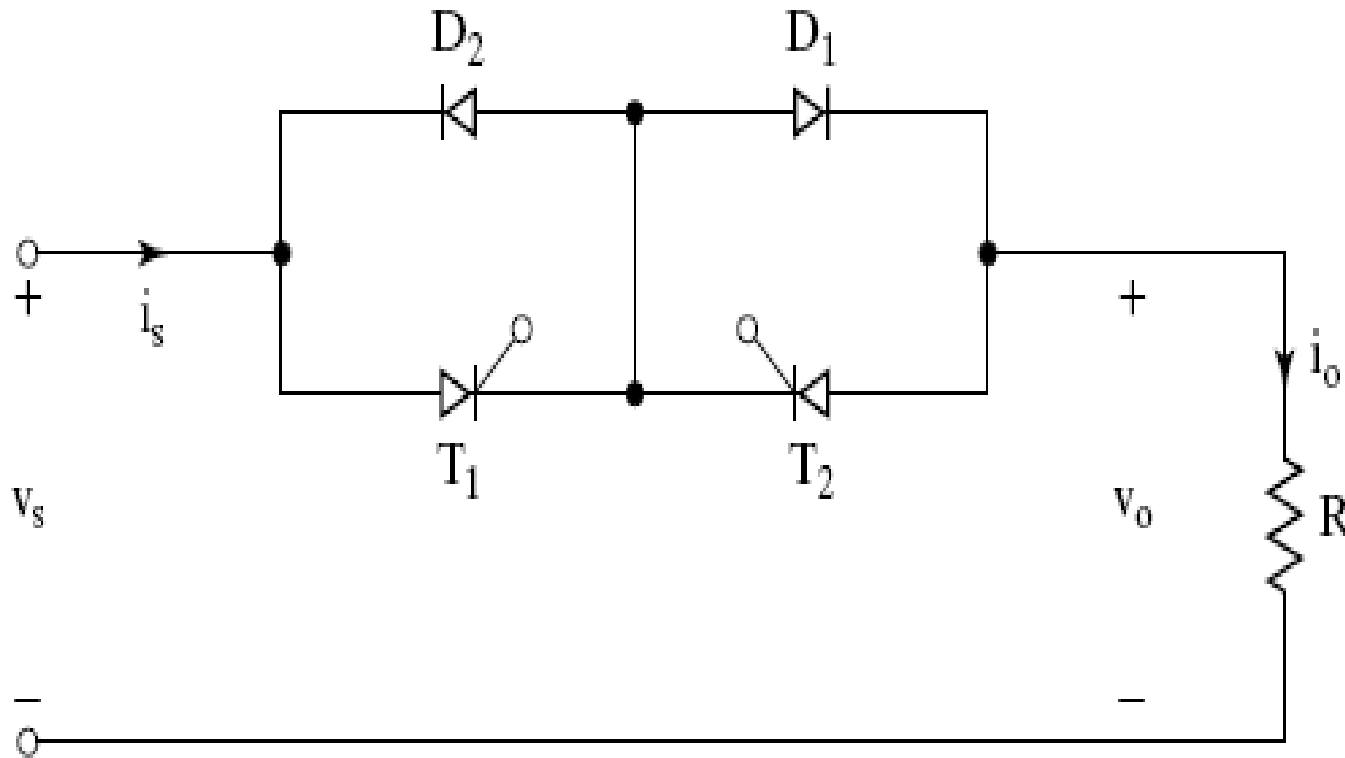 D₂ D₁
+ iₛ + iₒ
T₁ T₂
vₛ vₒ R
− −